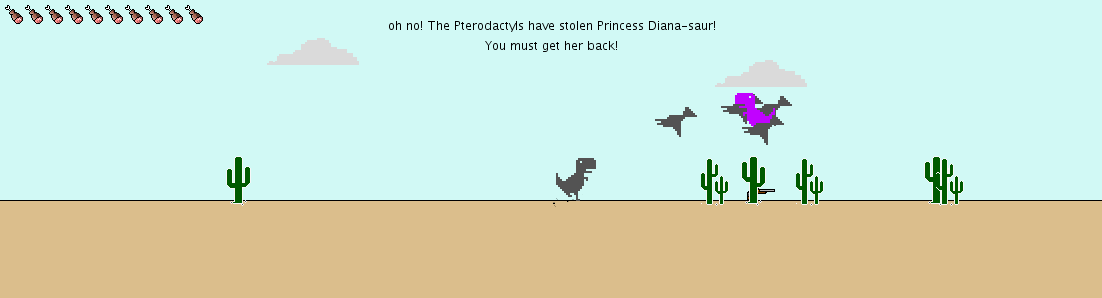 oh no! The Pterodactyls have stolen Princess Diana-saur!
You must get her back!